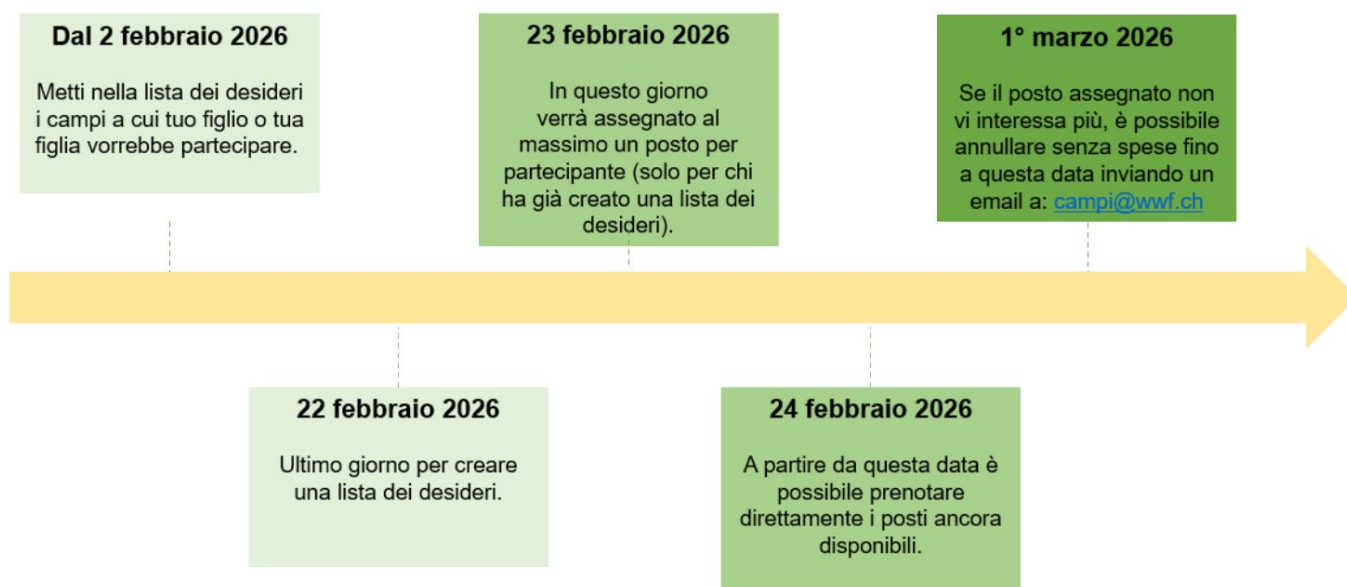 Dal 2 febbraio 2026
Metti nella lista dei desideri
i campi a cui tuo figlio o tua
figlia vorrebbe partecipare.
22 febbraio 2026
Ultimo giorno per creare
una lista dei desideri.
23 febbraio 2026
In questo giorno
verrà assegnato al
massimo un posto per
partecipante (solo per chi
ha già creato una lista dei
desideri).
24 febbraio 2026
A partire da questa data è
possibile prenotare
direttamente i posti ancora
disponibili.
1° marzo 2026
Se il posto assegnato non
vi interessa più, è possibile
annullare senza spese fino
a questa data inviando un
email a: campi@wwf.ch